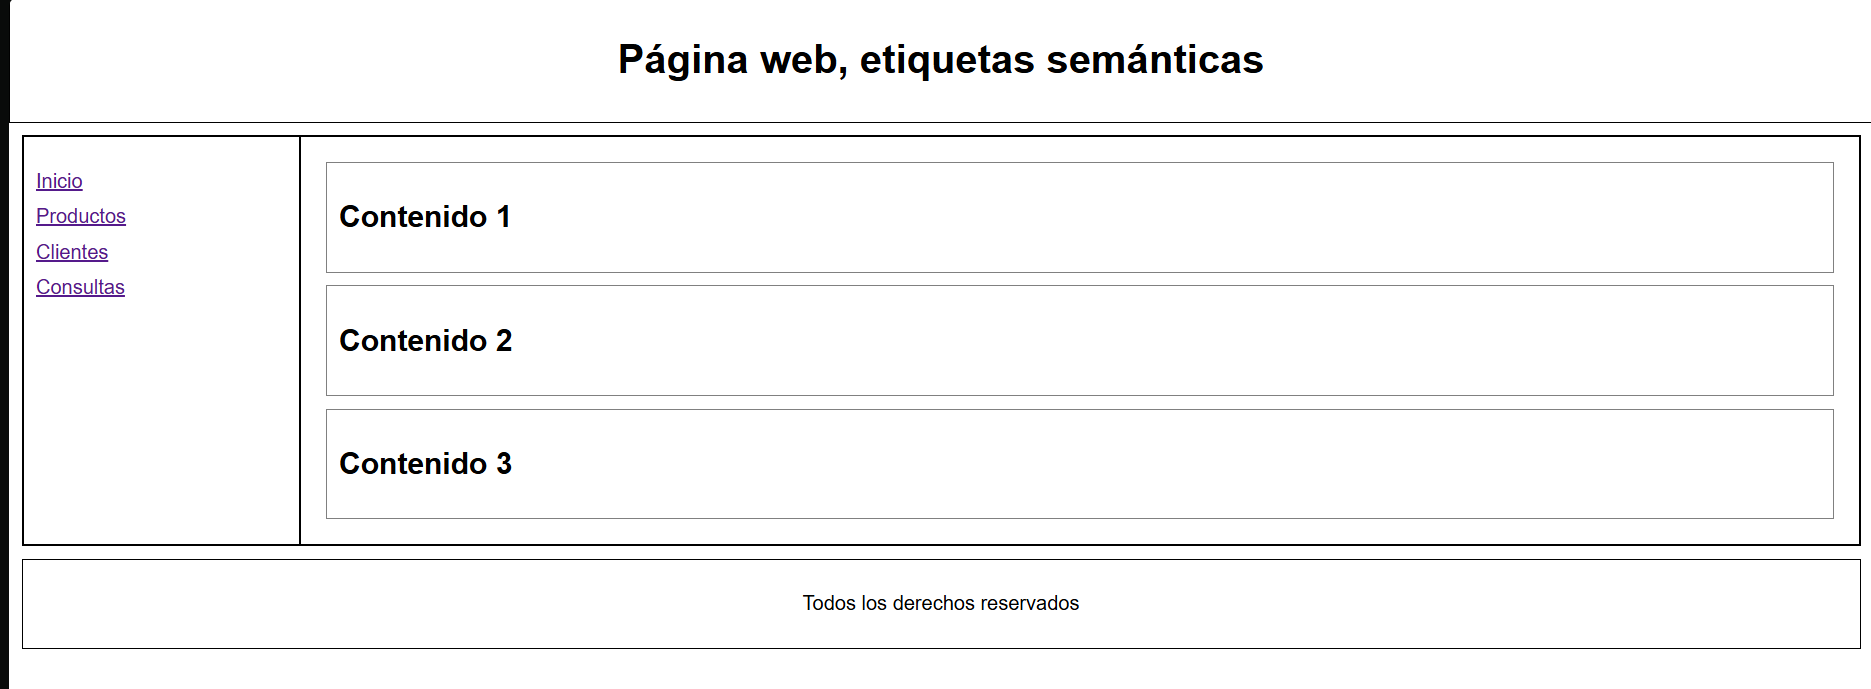 Página web, etiquetas semánticas
Inicio
Productos
Clientes
Consultas
Contenido 1
Contenido 2
Contenido 3
Todos los derechos reservados